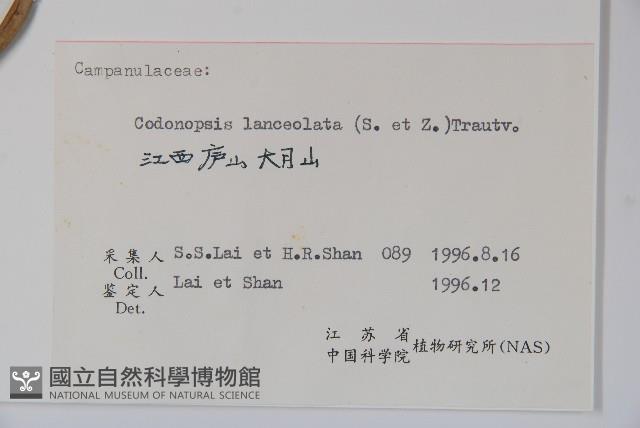 Campanulaceae:
Codonopsis lanceolata (S. et Z.)Trautv.
江西庐山大月山
采集人 S.S.Lai et H.R.Shan 089 1996.8.16
Coll.
鉴定人 Lai et Shan 1996.12
Det.
江苏省
中国科学院 植物研究所(NAS)
國立自然科學博物館
NATIONAL MUSEUM OF NATURAL SCIENCE